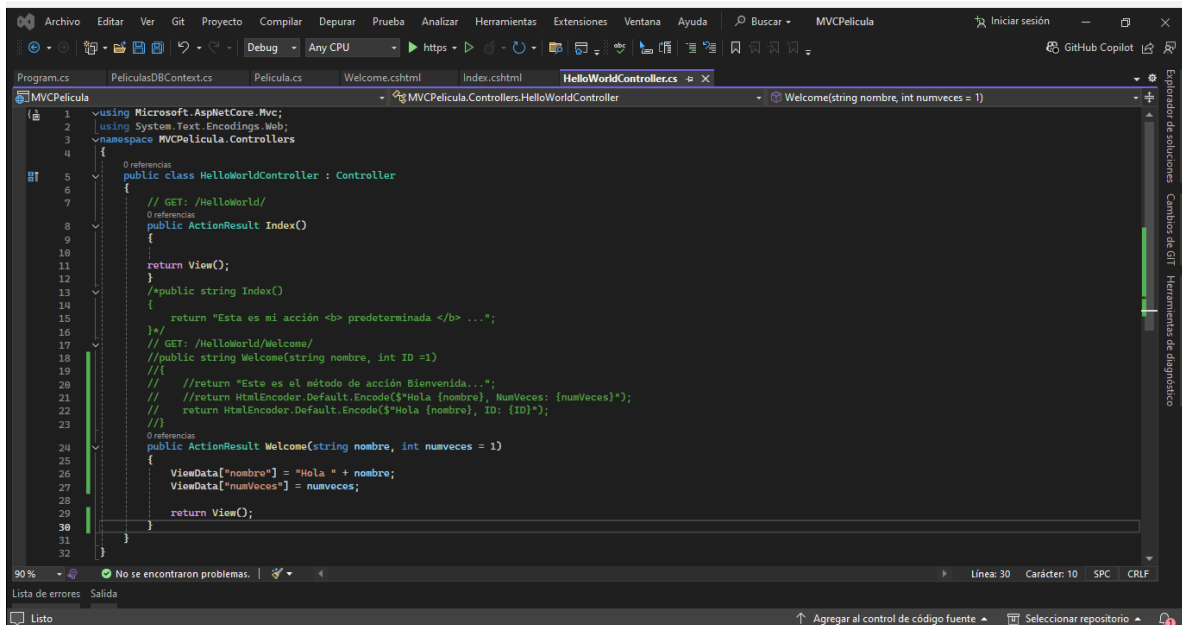 Archivo Editar Ver Git Proyecto Compilar Depurar Prueba Analizar Herramientas Extensiones Ventana Ayuda Buscar MVCPelicula Iniciar sesión
Debug Any CPU https GitHub Copilot
Program.cs PeliculasDBContext.cs Pelicula.cs Welcome.cshtml Index.cshtml HelloWorldController.cs
MVCPelicula MVCPelicula.Controllers.HelloWorldController Welcome(string nombre, int numveces = 1)
1 using Microsoft.AspNetCore.Mvc;
2 using System.Text.Encodings.Web;
3 namespace MVCPelicula.Controllers
4 {
0 referencias
5 public class HelloWorldController : Controller
6 {
7 // GET: /HelloWorld/
0 referencias
8 public ActionResult Index()
9 {
10
11 return View();
12 }
13 /*public string Index()
14 {
15 return "Esta es mi acción <b> predeterminada </b> ...";
16 }*/
17 // GET: /HelloWorld/Welcome/
18 //public string Welcome(string nombre, int ID =1)
19 //{
20 // //return "Este es el método de acción Bienvenida...";
21 // //return HtmlEncoder.Default.Encode($"Hola {nombre}, NumVeces: {numVeces}");
22 // return HtmlEncoder.Default.Encode($"Hola {nombre}, ID: {ID}");
23 //}
0 referencias
24 public ActionResult Welcome(string nombre, int numveces = 1)
25 {
26 ViewData["nombre"] = "Hola " + nombre;
27 ViewData["numVeces"] = numveces;
28
29 return View();
30 }
31 }
32 }
90 % No se encontraron problemas. Línea: 30 Carácter: 10 SPC CRLF
Lista de errores Salida
Listo Agregar al control de código fuente Seleccionar repositorio 1
Explorador de soluciones
Cambios de GIT
Herramientas de diagnóstico